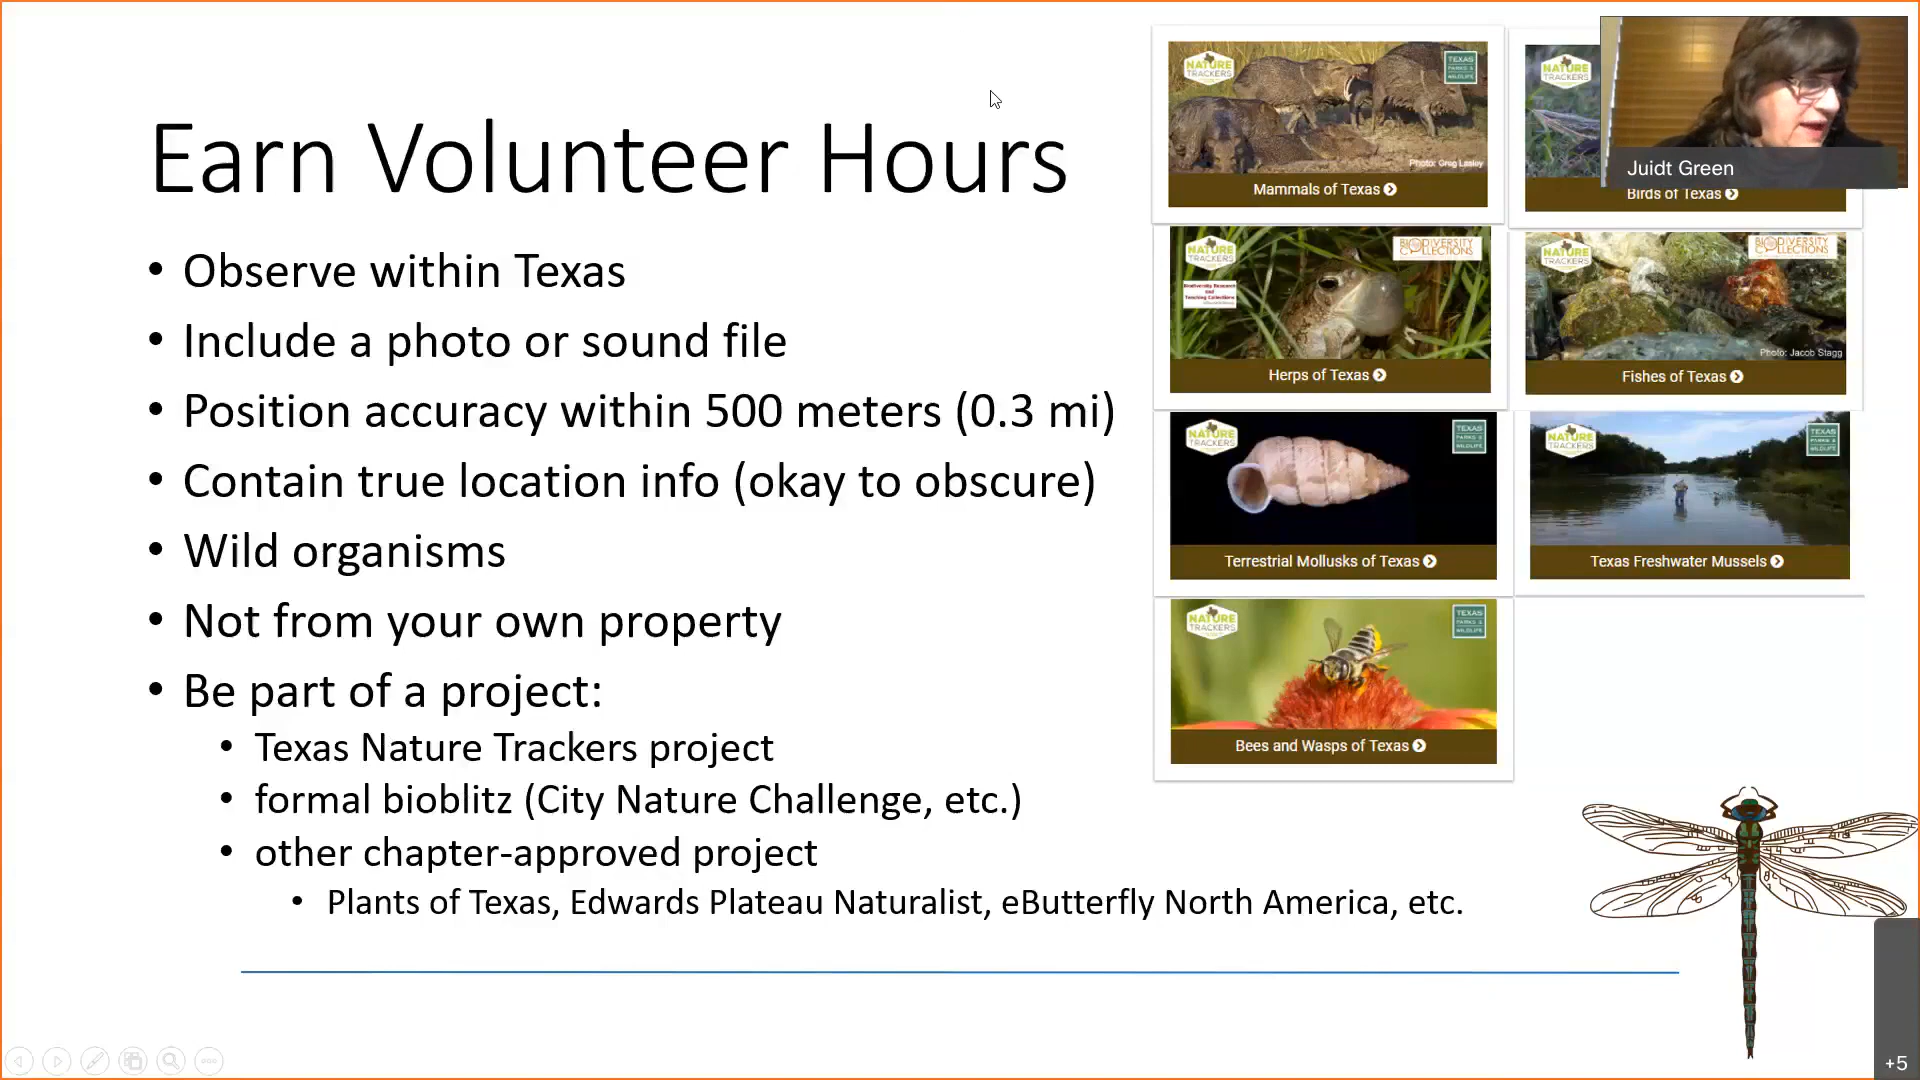 Earn Volunteer Hours
• Observe within Texas
• Include a photo or sound file
• Position accuracy within 500 meters (0.3 mi)
• Contain true location info (okay to obscure)
• Wild organisms
• Not from your own property
• Be part of a project:
• Texas Nature Trackers project
• formal bioblitz (City Nature Challenge, etc.)
• other chapter-approved project
• Plants of Texas, Edwards Plateau Naturalist, eButterfly North America, etc.
NATURE
TRACKERS
TEXAS
PARKS &
WILDLIFE
Photo: Greg Lasley
Mammals of Texas
NATURE
TRACKERS
Juidt Green
Birds of Texas
NATURE
TRACKERS
BIODIVERSITY
COLLECTIONS
Biodiversity Research
and
Teaching Collections
Herps of Texas
NATURE
TRACKERS
BIODIVERSITY
COLLECTIONS
Photo: Jacob Stagg
Fishes of Texas
NATURE
TRACKERS
TEXAS
PARKS &
WILDLIFE
Terrestrial Mollusks of Texas
NATURE
TRACKERS
TEXAS
PARKS &
WILDLIFE
Texas Freshwater Mussels
NATURE
TRACKERS
TEXAS
PARKS &
WILDLIFE
Bees and Wasps of Texas
+5